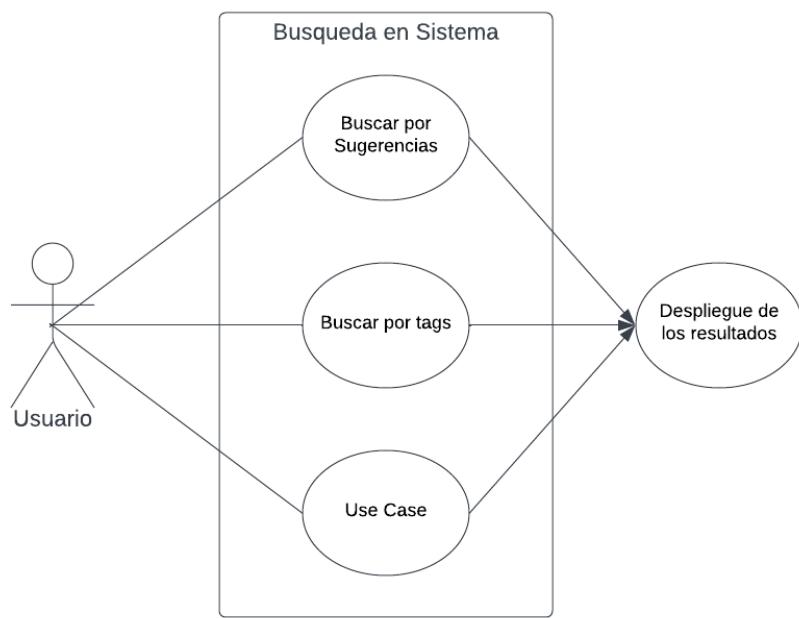 Busqueda en Sistema
Buscar por
Sugerencias
Buscar por tags
Despliegue de
los resultados
Usuario
Use Case